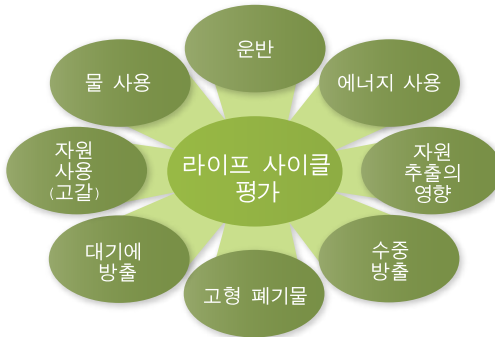 운반
물 사용
에너지 사용
자원
사용
(고갈)
라이프 사이클
평가
자원
추출의
영향
대기에
방출
수중
방출
고형 폐기물